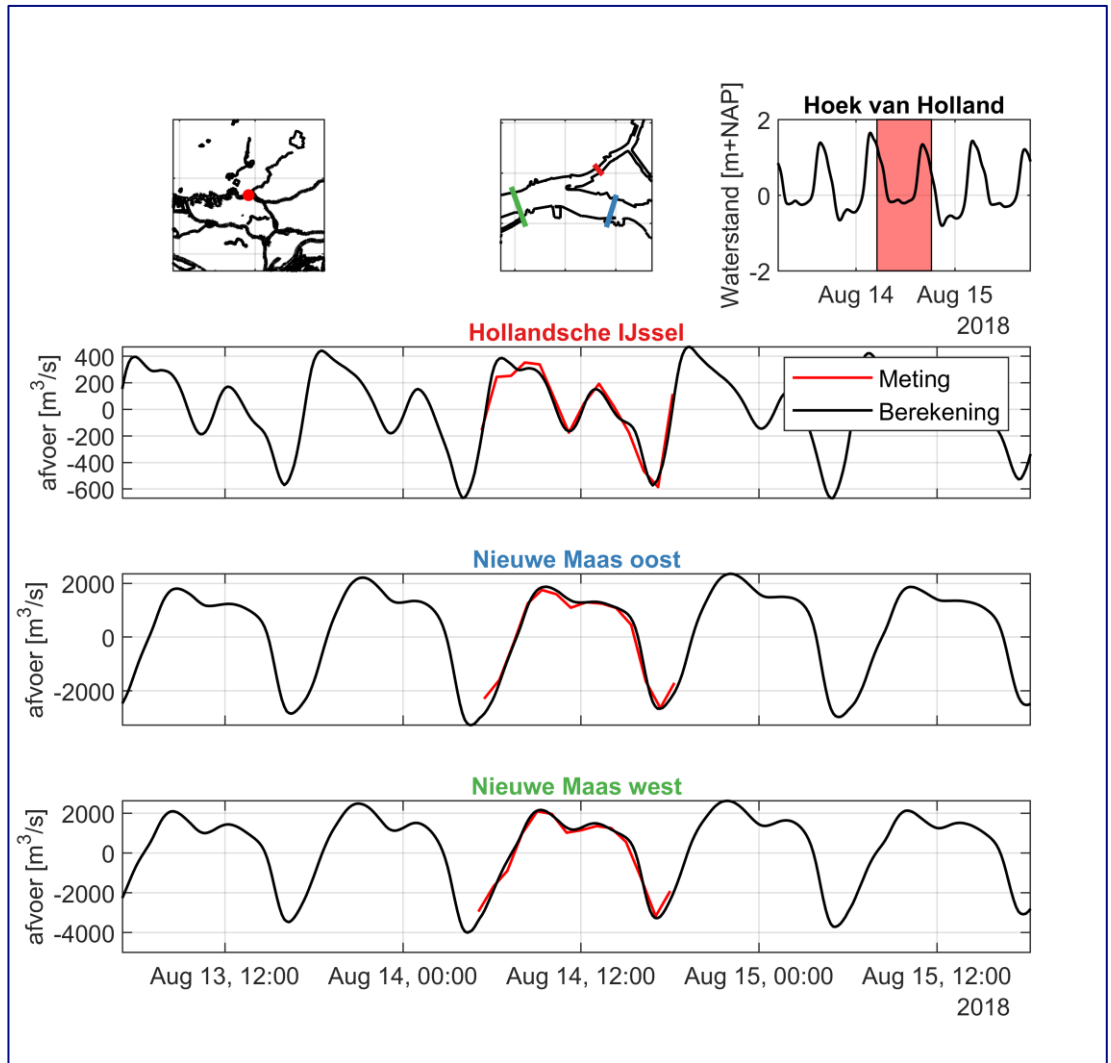 Hoek van Holland
Waterstand [m+NAP]
2
0
-2
Aug 14
Aug 15
2018
Hollandsche IJssel
afvoer [m³/s]
400
200
0
-200
-400
-600
Meting
Berekening
Nieuwe Maas oost
afvoer [m³/s]
2000
0
-2000
Nieuwe Maas west
afvoer [m³/s]
2000
0
-2000
-4000
Aug 13, 12:00
Aug 14, 00:00
Aug 14, 12:00
Aug 15, 00:00
Aug 15, 12:00
2018